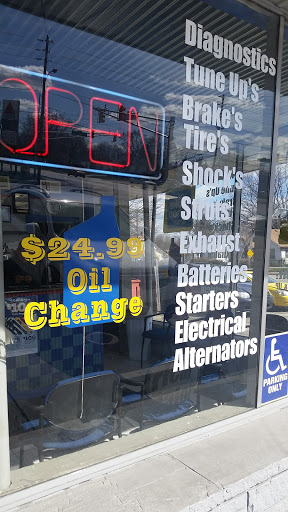 OPEN
Diagnostics
Tune Up's
Brake's
Tire's
Shock's
Struts
Exhaust
Batteries
Starters
Electrical
Alternators
$24.99
Oil
Change
PARKING
ONLY